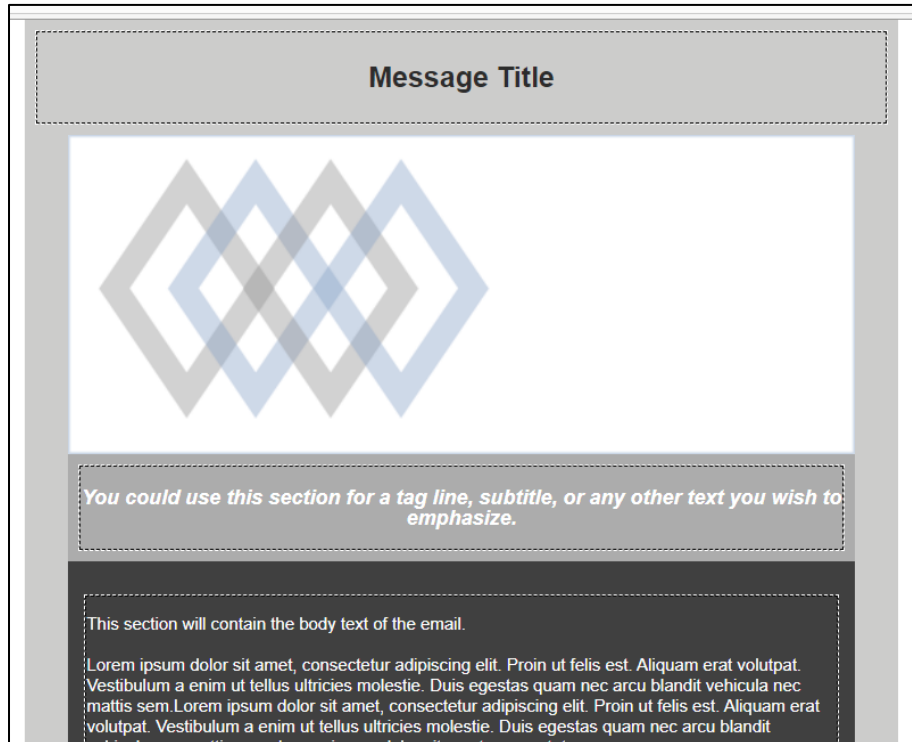 Message Title
You could use this section for a tag line, subtitle, or any other text you wish to
emphasize.
This section will contain the body text of the email.
Lorem ipsum dolor sit amet, consectetur adipiscing elit. Proin ut felis est. Aliquam erat volutpat.
Vestibulum a enim ut tellus ultricies molestie. Duis egestas quam nec arcu blandit vehicula nec
mattis sem.Lorem ipsum dolor sit amet, consectetur adipiscing elit. Proin ut felis est. Aliquam erat
volutpat. Vestibulum a enim ut tellus ultricies molestie. Duis egestas quam nec arcu blandit